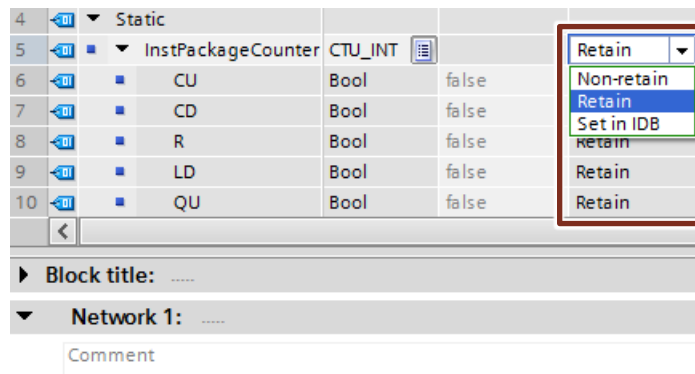 4 Static
5 InstPackageCounter CTU_INT Retain
Non-retain
6 CU Bool false
Retain
7 CD Bool false
Set in IDB
8 R Bool false Retain
9 LD Bool false Retain
10 QU Bool false Retain
Block title: .....
Network 1: .....
Comment